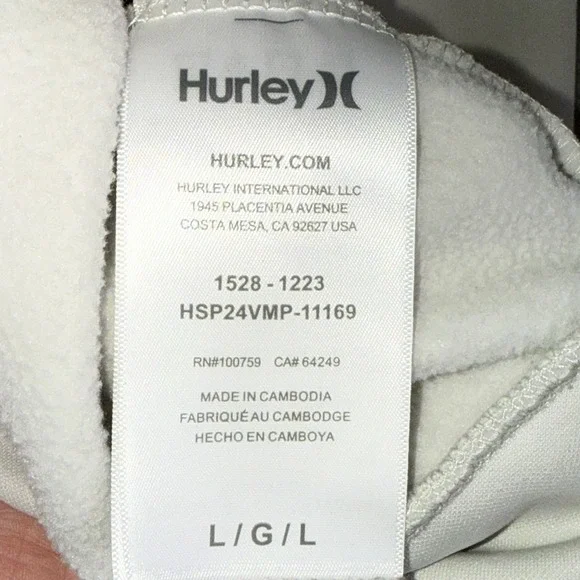 Hurley
HURLEY.COM
HURLEY INTERNATIONAL LLC
1945 PLACENTIA AVENUE
COSTA MESA, CA 92627 USA
1528 - 1223
HSP24VMP-11169
RN#100759 CA# 64249
MADE IN CAMBODIA
FABRIQUÉ AU CAMBODGE
HECHO EN CAMBOYA
L / G / L